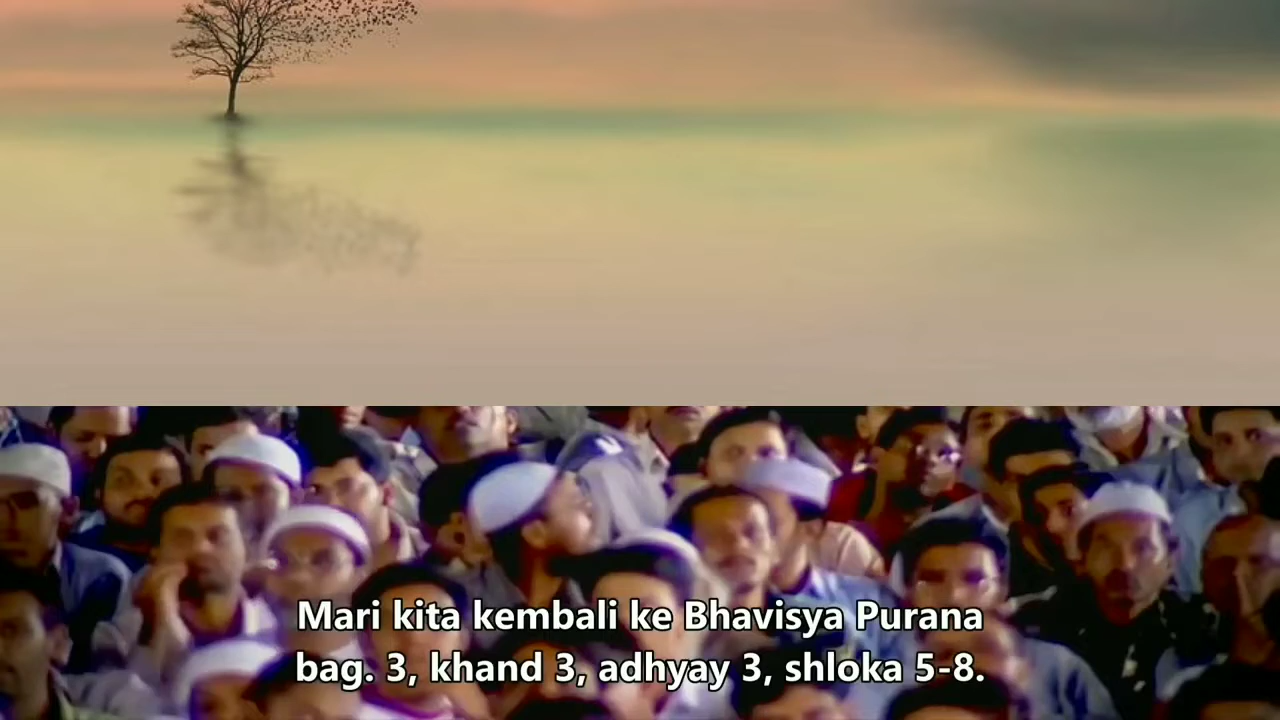 Mari kita kembali ke Bhavisya Purana
bag. 3, khand 3, adhyay 3, shloka 5-8.